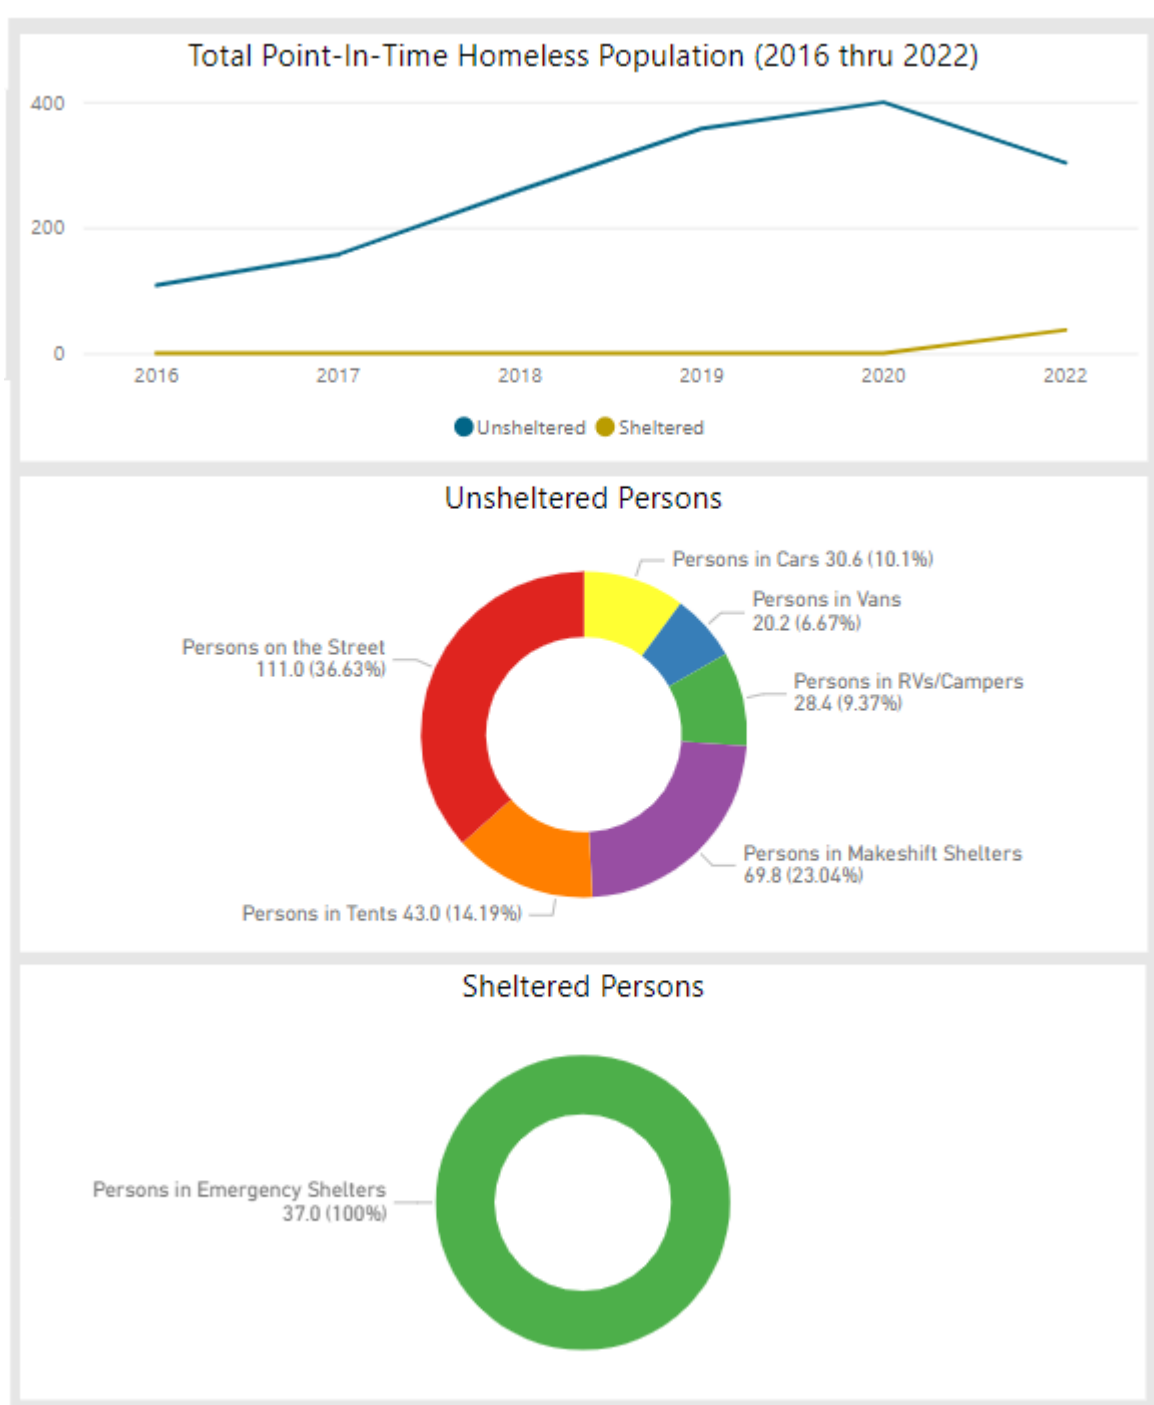 Total Point-In-Time Homeless Population (2016 thru 2022)
400
200
0
2016 2017 2018 2019 2020 2022
Unsheltered Sheltered
Unsheltered Persons
Persons in Cars 30.6 (10.1%)
Persons in Vans
20.2 (6.67%)
Persons on the Street
111.0 (36.63%)
Persons in RVs/Campers
28.4 (9.37%)
Persons in Makeshift Shelters
69.8 (23.04%)
Persons in Tents 43.0 (14.19%)
Sheltered Persons
Persons in Emergency Shelters
37.0 (100%)